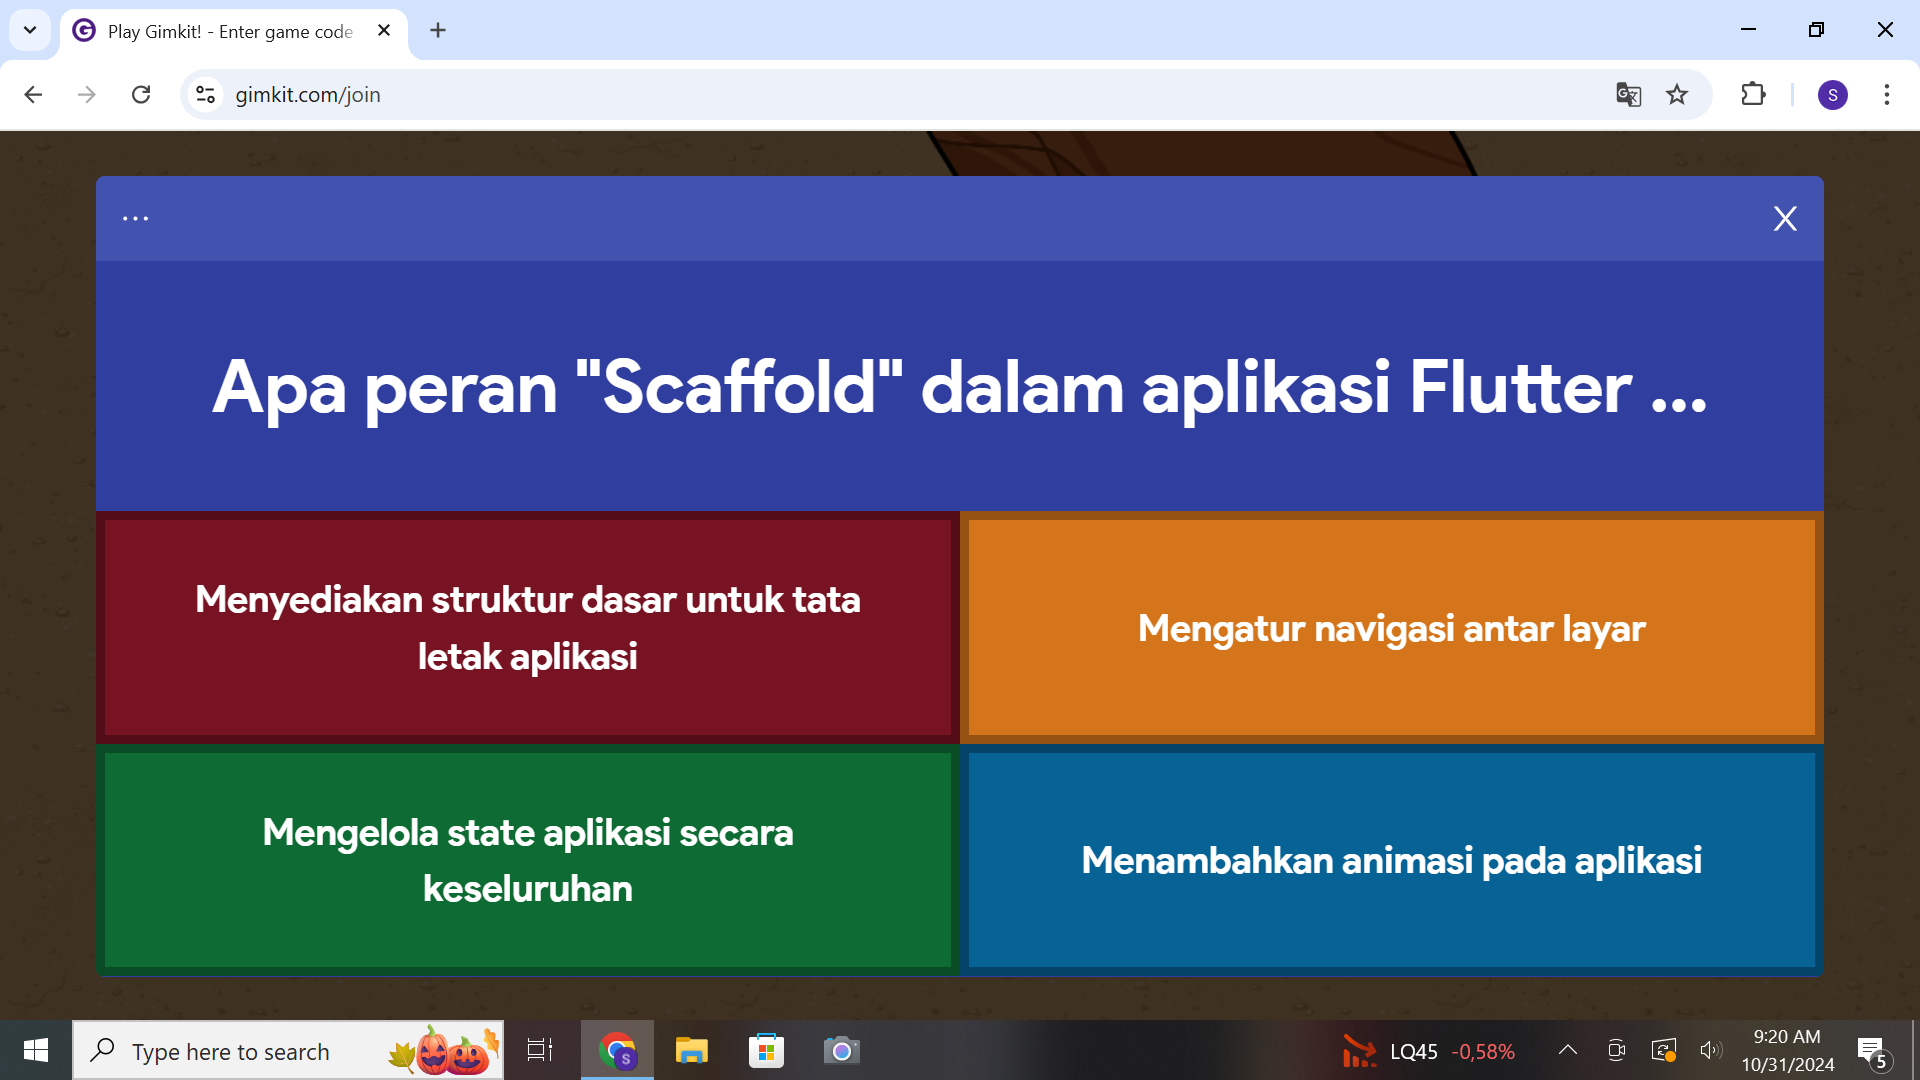 Play Gimkit! - Enter game code
gimkit.com/join
S
...
X
Apa peran "Scaffold" dalam aplikasi Flutter ...
Menyediakan struktur dasar untuk tata
letak aplikasi
Mengatur navigasi antar layar
Mengelola state aplikasi secara
keseluruhan
Menambahkan animasi pada aplikasi
Type here to search
S
LQ45 -0,58%
9:20 AM
10/31/2024
5